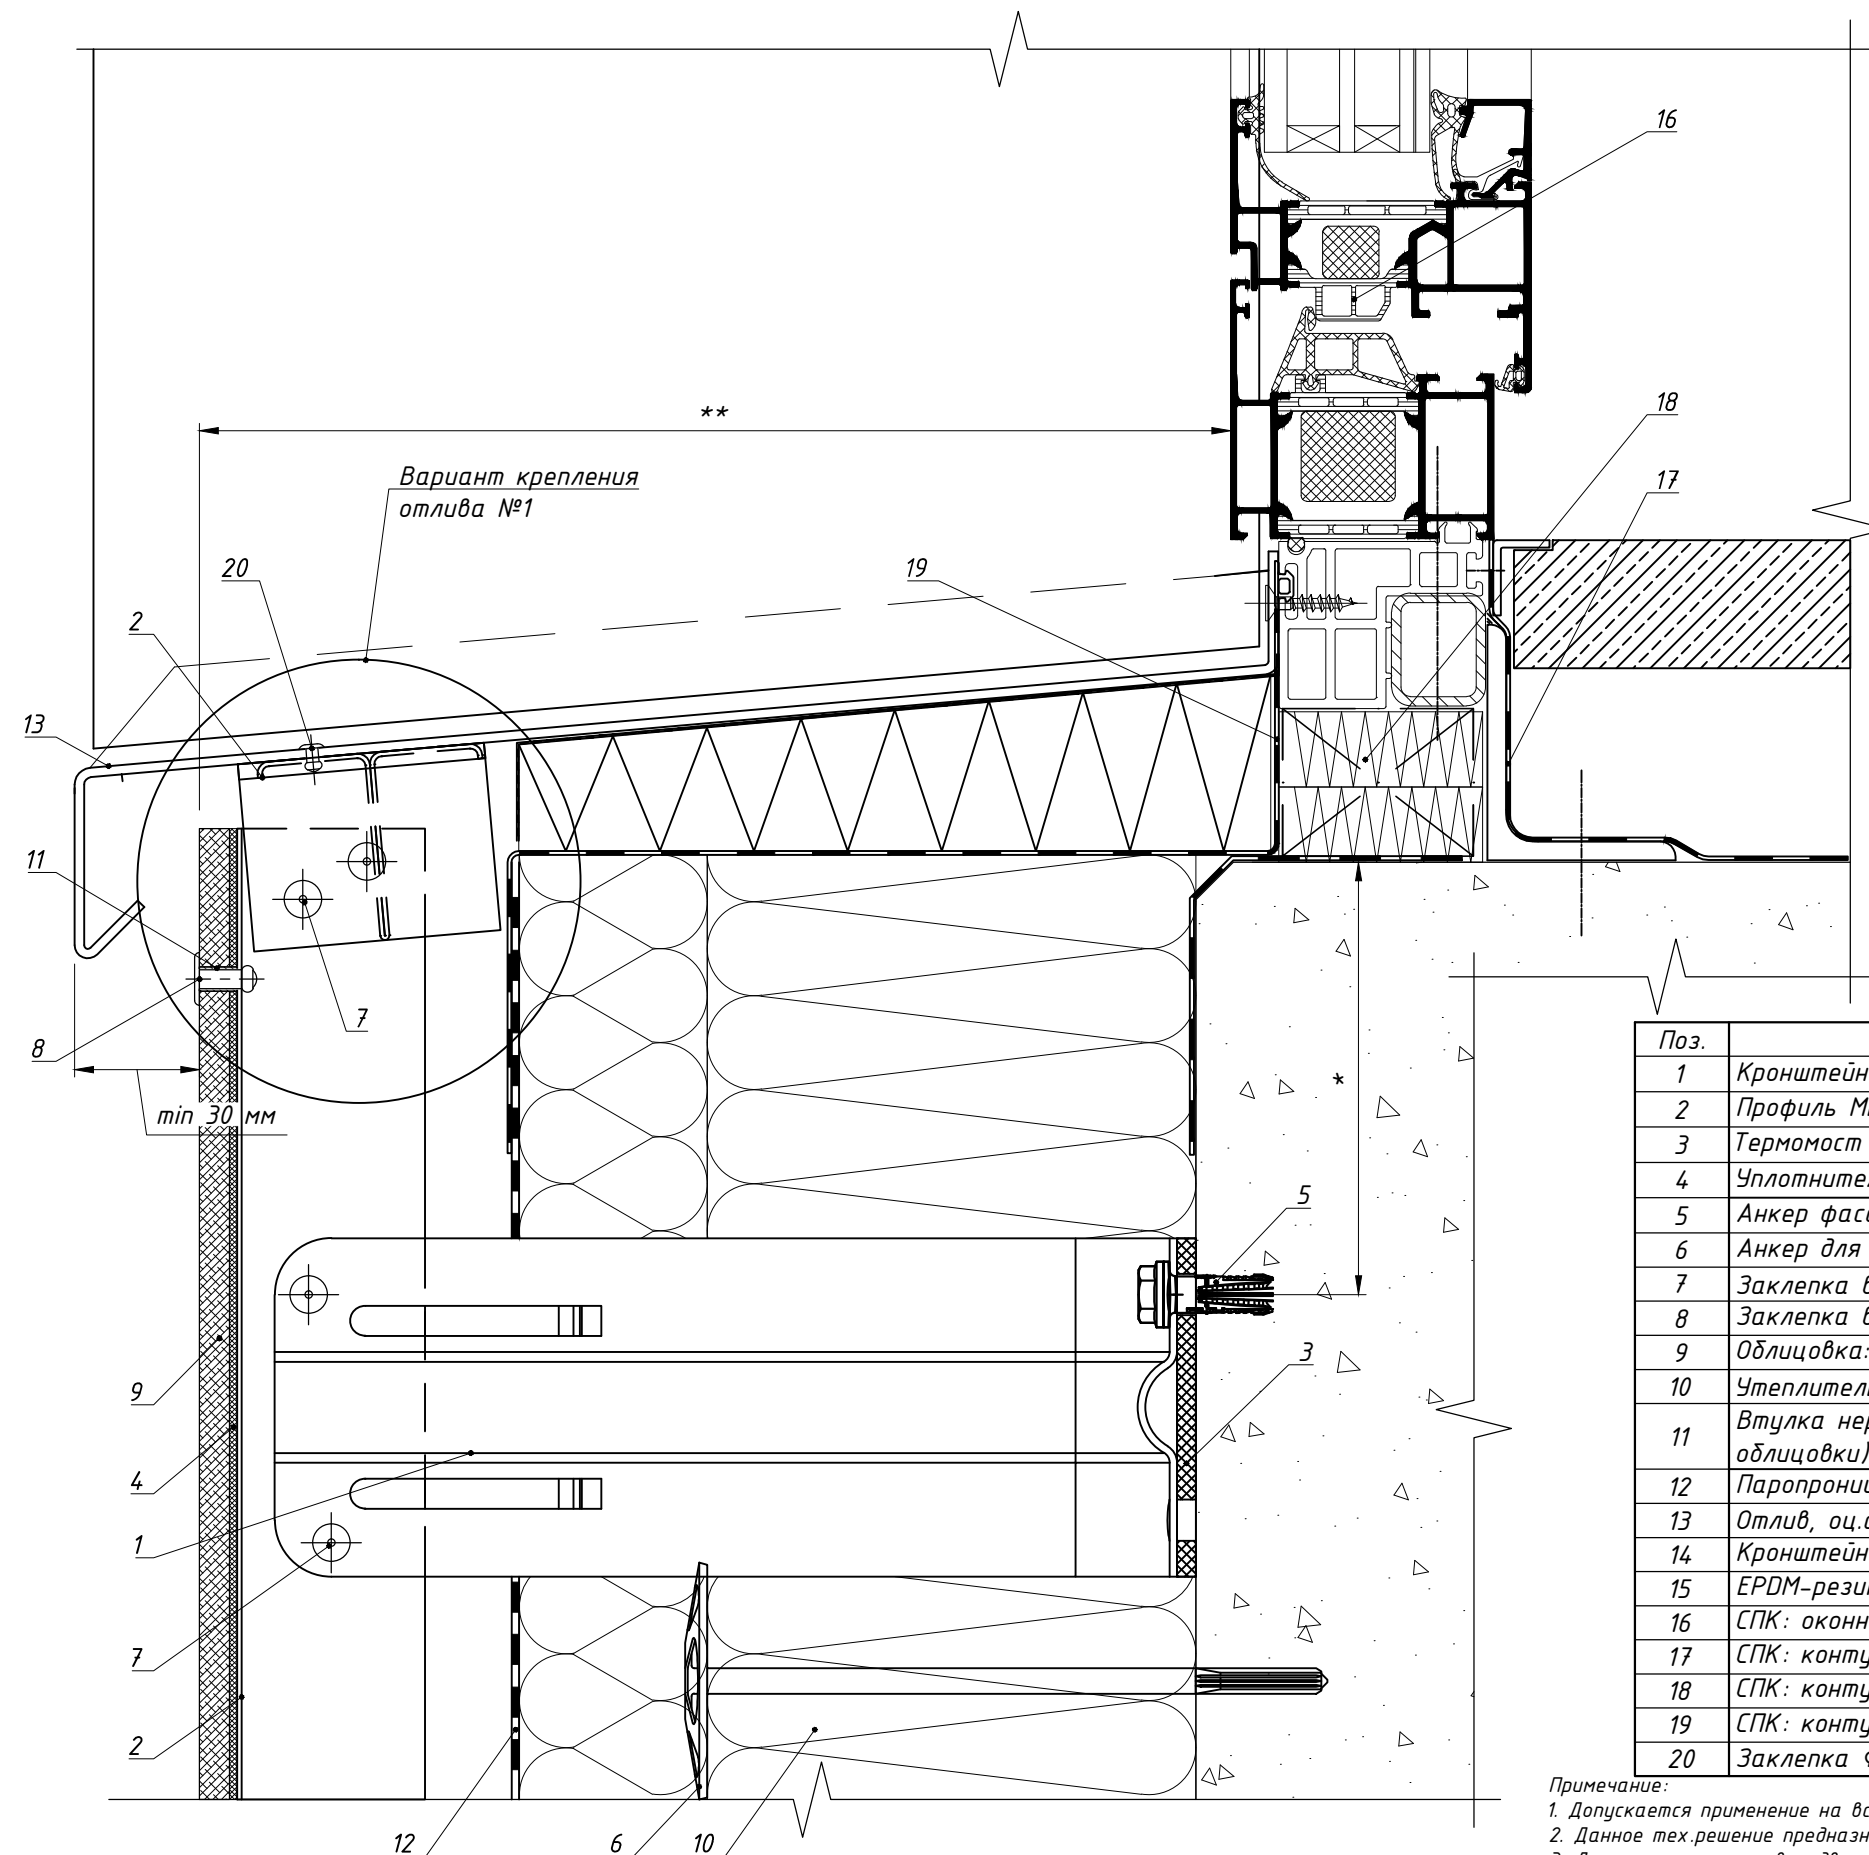 16
**
18
Вариант крепления
отлива №1
17
20
19
2
13
11
7
8
min 30 мм
*
5
3
9
4
1
7
2
12
6
10
Поз.
1 Кронштейн
2 Профиль
3 Термомост
4
5 Анкер
6 Анкер для
7 Заклепка
8 Заклепка
9 Облицовка:
10
11 Втулка
облицовки)
12
13 Отлив,
14 Кронштейн
15
16 СПК:
17 СПК:
18 СПК:
19 СПК:
20 Заклепка
Примечание:
1. Допускается применение на
2. Данное тех.решение